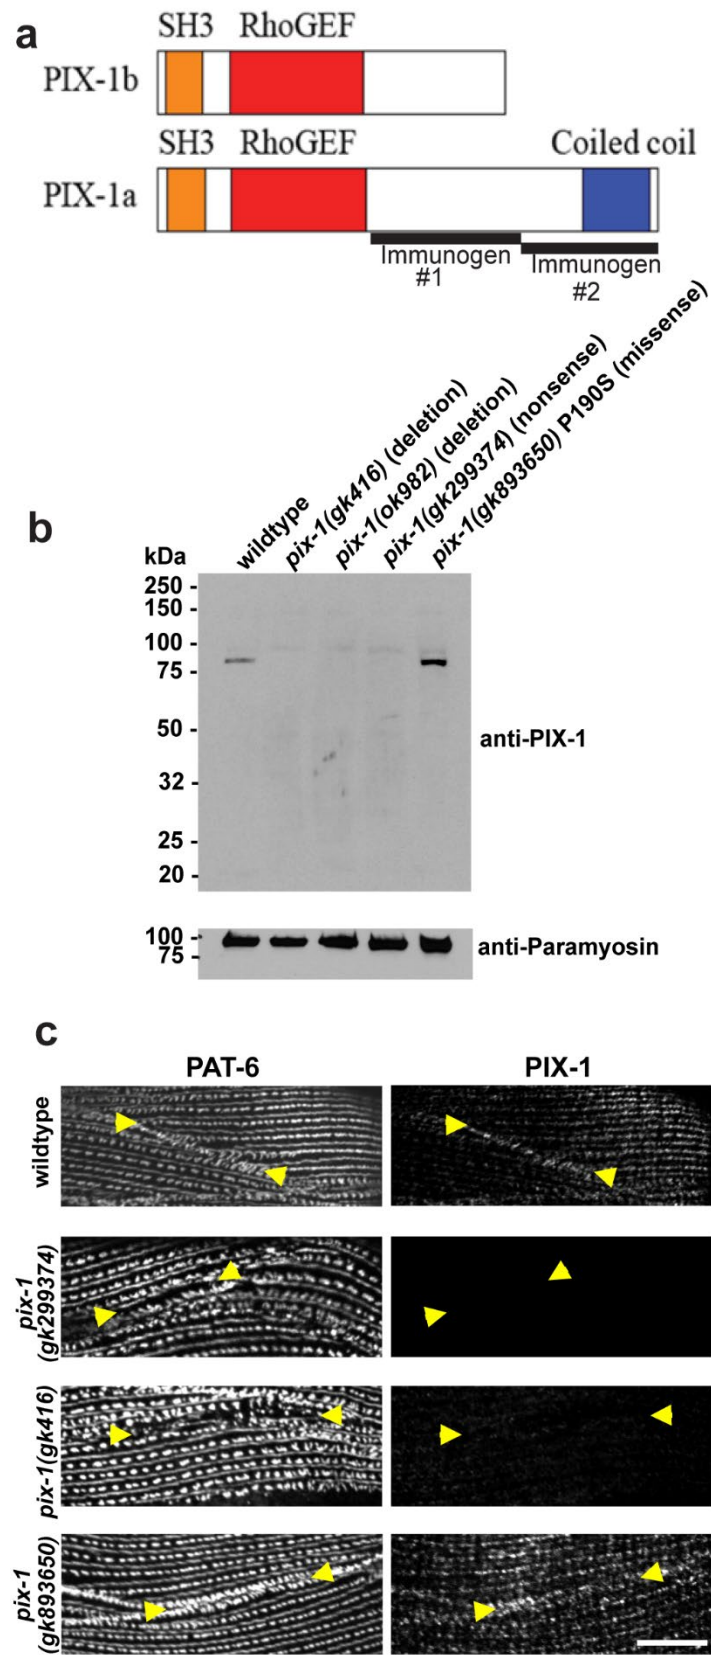 a
SH3 RhoGEF
PIX-1b
SH3 RhoGEF Coiled coil
PIX-1a
Immunogen #1
Immunogen #2
b
wildtype
pix-1(gk416) (deletion)
pix-1(ok982) (deletion)
pix-1(gk299374) (nonsense)
pix-1(gk893650) P190S (missense)
kDa
250 -
150 -
100 -
75 -
50 -
32 -
25 -
20 -
anti-PIX-1
100 -
75 -
anti-Paramyosin
c
PAT-6 PIX-1
wildtype
pix-1
(gk299374)
pix-1(gk416)
pix-1
(gk893650)